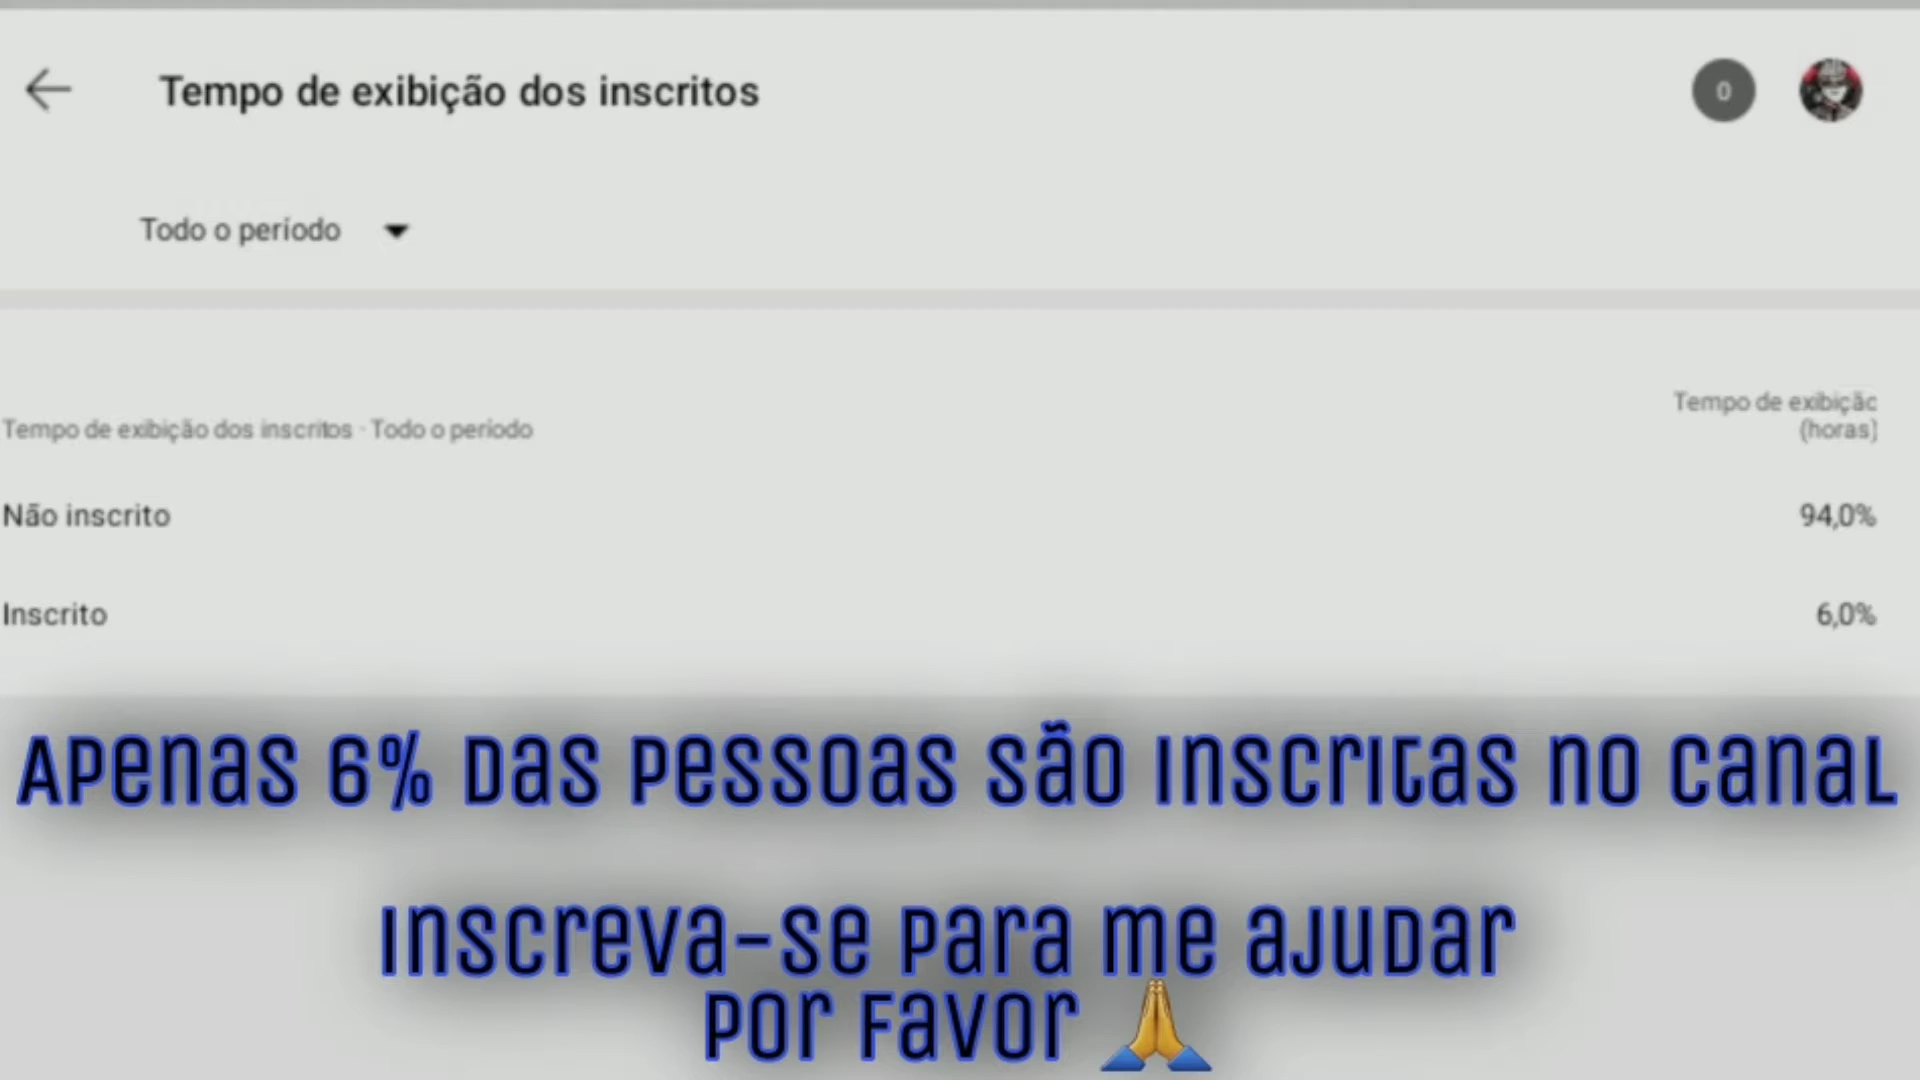 Tempo de exibição dos inscritos
0
Todo o período
Tempo de exibição
(horas)
Tempo de exibição dos inscritos · Todo o período
Não inscrito 94,0%
Inscrito 6,0%
Apenas 6% das pessoas são inscritas no canal
Inscreva-se para me ajudar
por favor 🙏